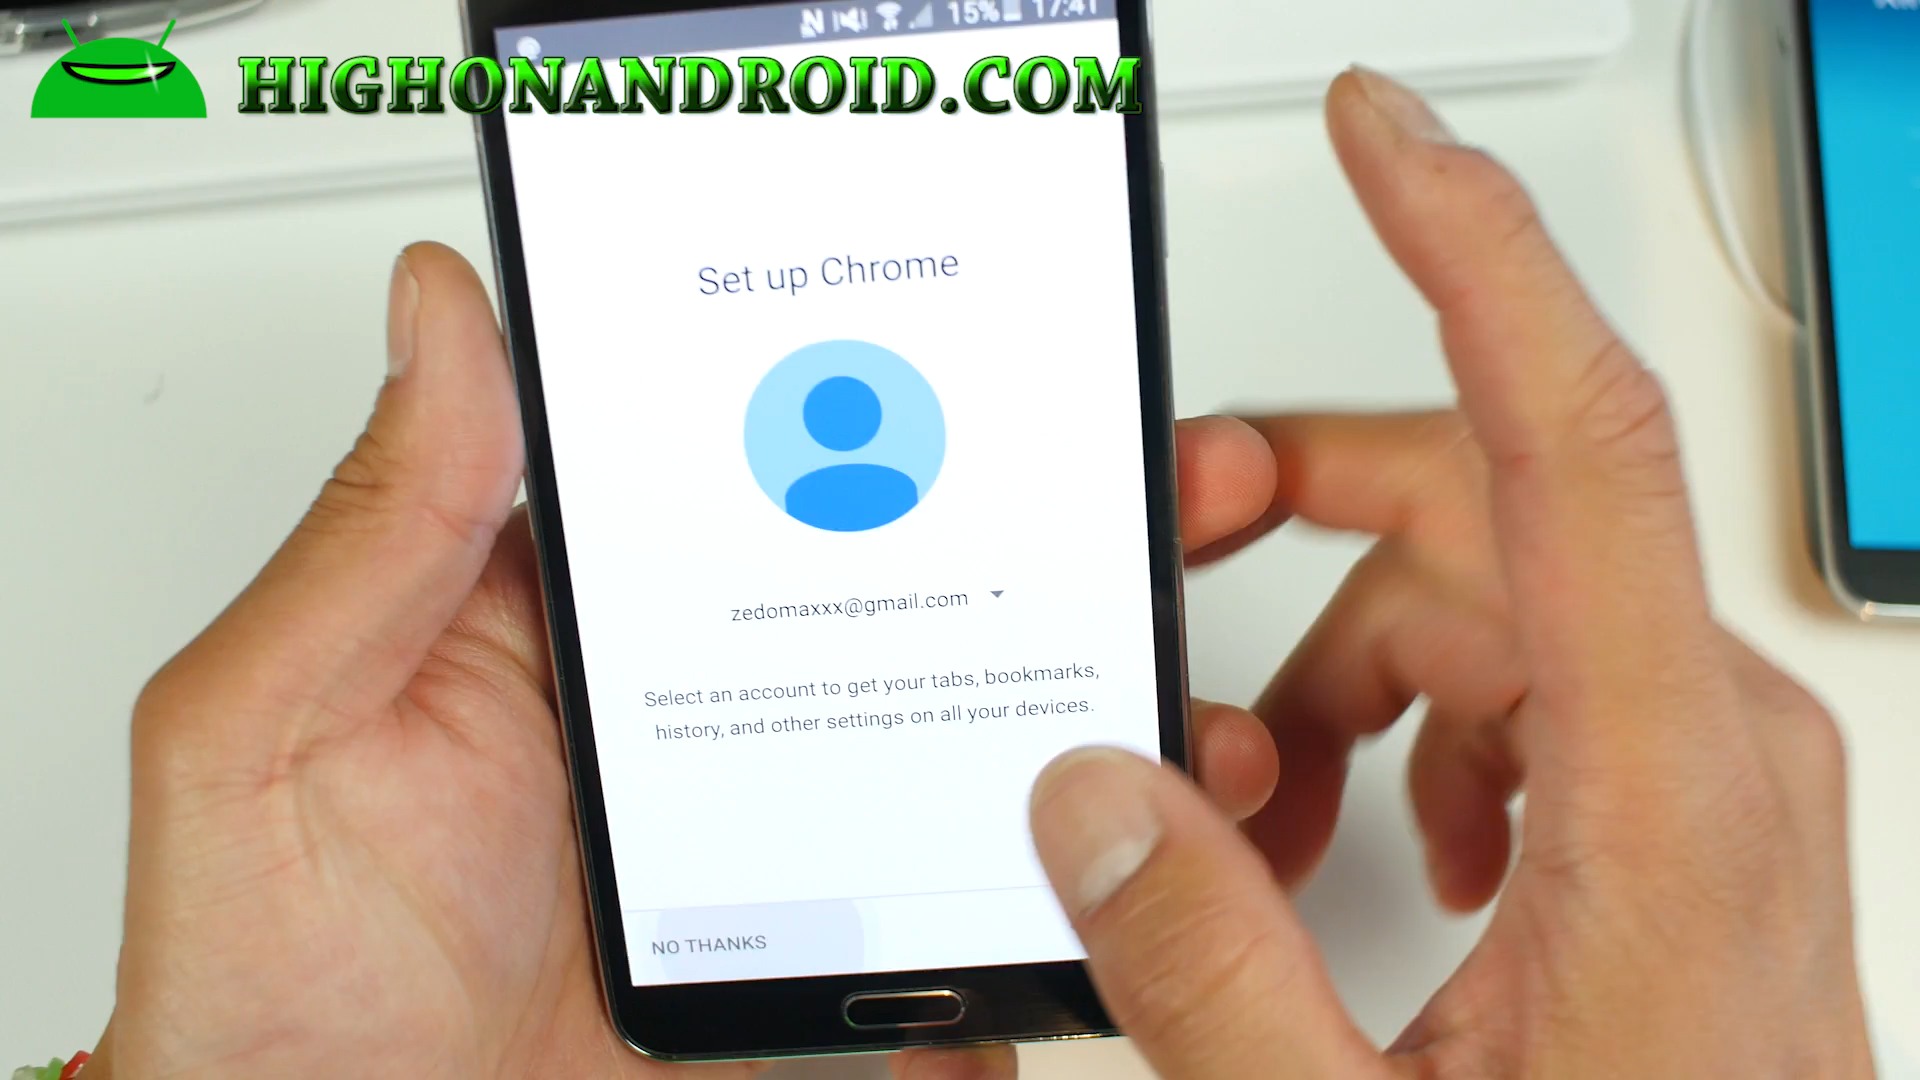 15% 17:41
HIGHONANDROID.COM
Set up Chrome
zedomaxxx@gmail.com
Select an account to get your tabs, bookmarks,
history, and other settings on all your devices.
NO THANKS